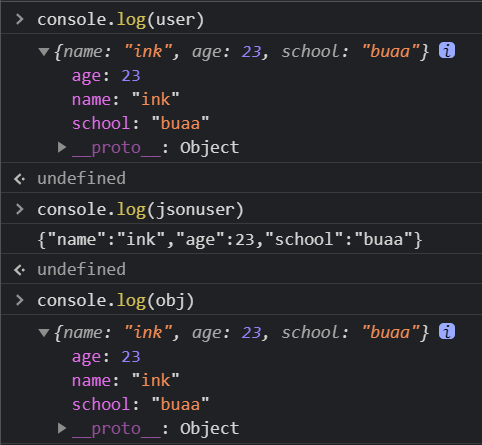 > console.log(user)
▼{name: "ink", age: 23, school: "buaa"} i
age: 23
name: "ink"
school: "buaa"
▶__proto__: Object
<· undefined
> console.log(jsonuser)
{"name":"ink","age":23,"school":"buaa"}
<· undefined
> console.log(obj)
▼{name: "ink", age: 23, school: "buaa"} i
age: 23
name: "ink"
school: "buaa"
▶__proto__: Object